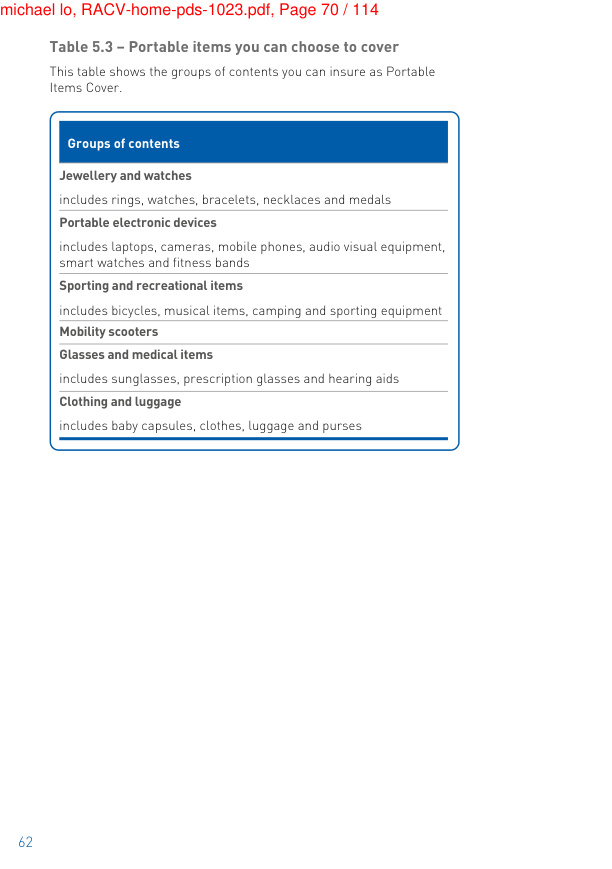 michael lo, RACV-home-pds-1023.pdf, Page 70 / 114
Table 5.3 – Portable items you can choose to cover
This table shows the groups of contents you can insure as Portable
Items Cover.
Groups of contents
Jewellery and watches
includes rings, watches, bracelets, necklaces and medals
Portable electronic devices
includes laptops, cameras, mobile phones, audio visual equipment,
smart watches and fitness bands
Sporting and recreational items
includes bicycles, musical items, camping and sporting equipment
Mobility scooters
Glasses and medical items
includes sunglasses, prescription glasses and hearing aids
Clothing and luggage
includes baby capsules, clothes, luggage and purses
62